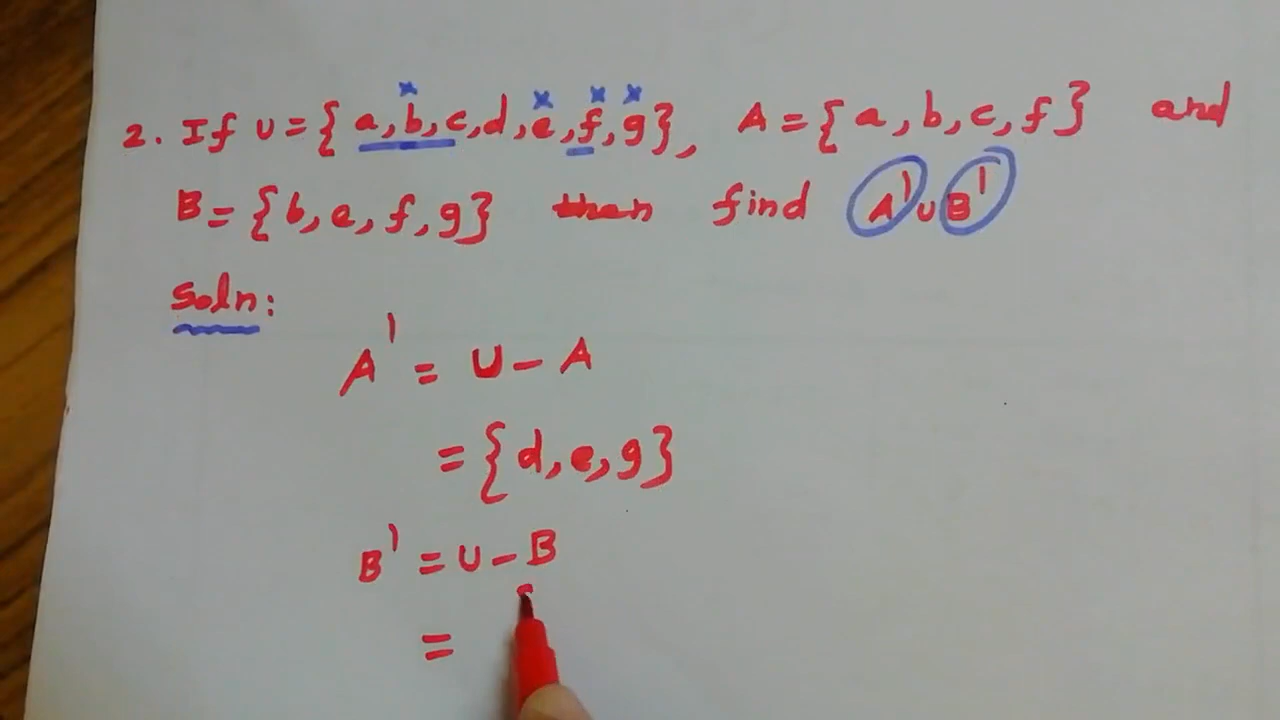 2. If U = { a, b, c, d, e, f, g }, A = { a, b, c, f } and
B = { b, e, f, g } then find A' ∪ B'
Soln:
A' = U - A
= { d, e, g }
B' = U - B
=